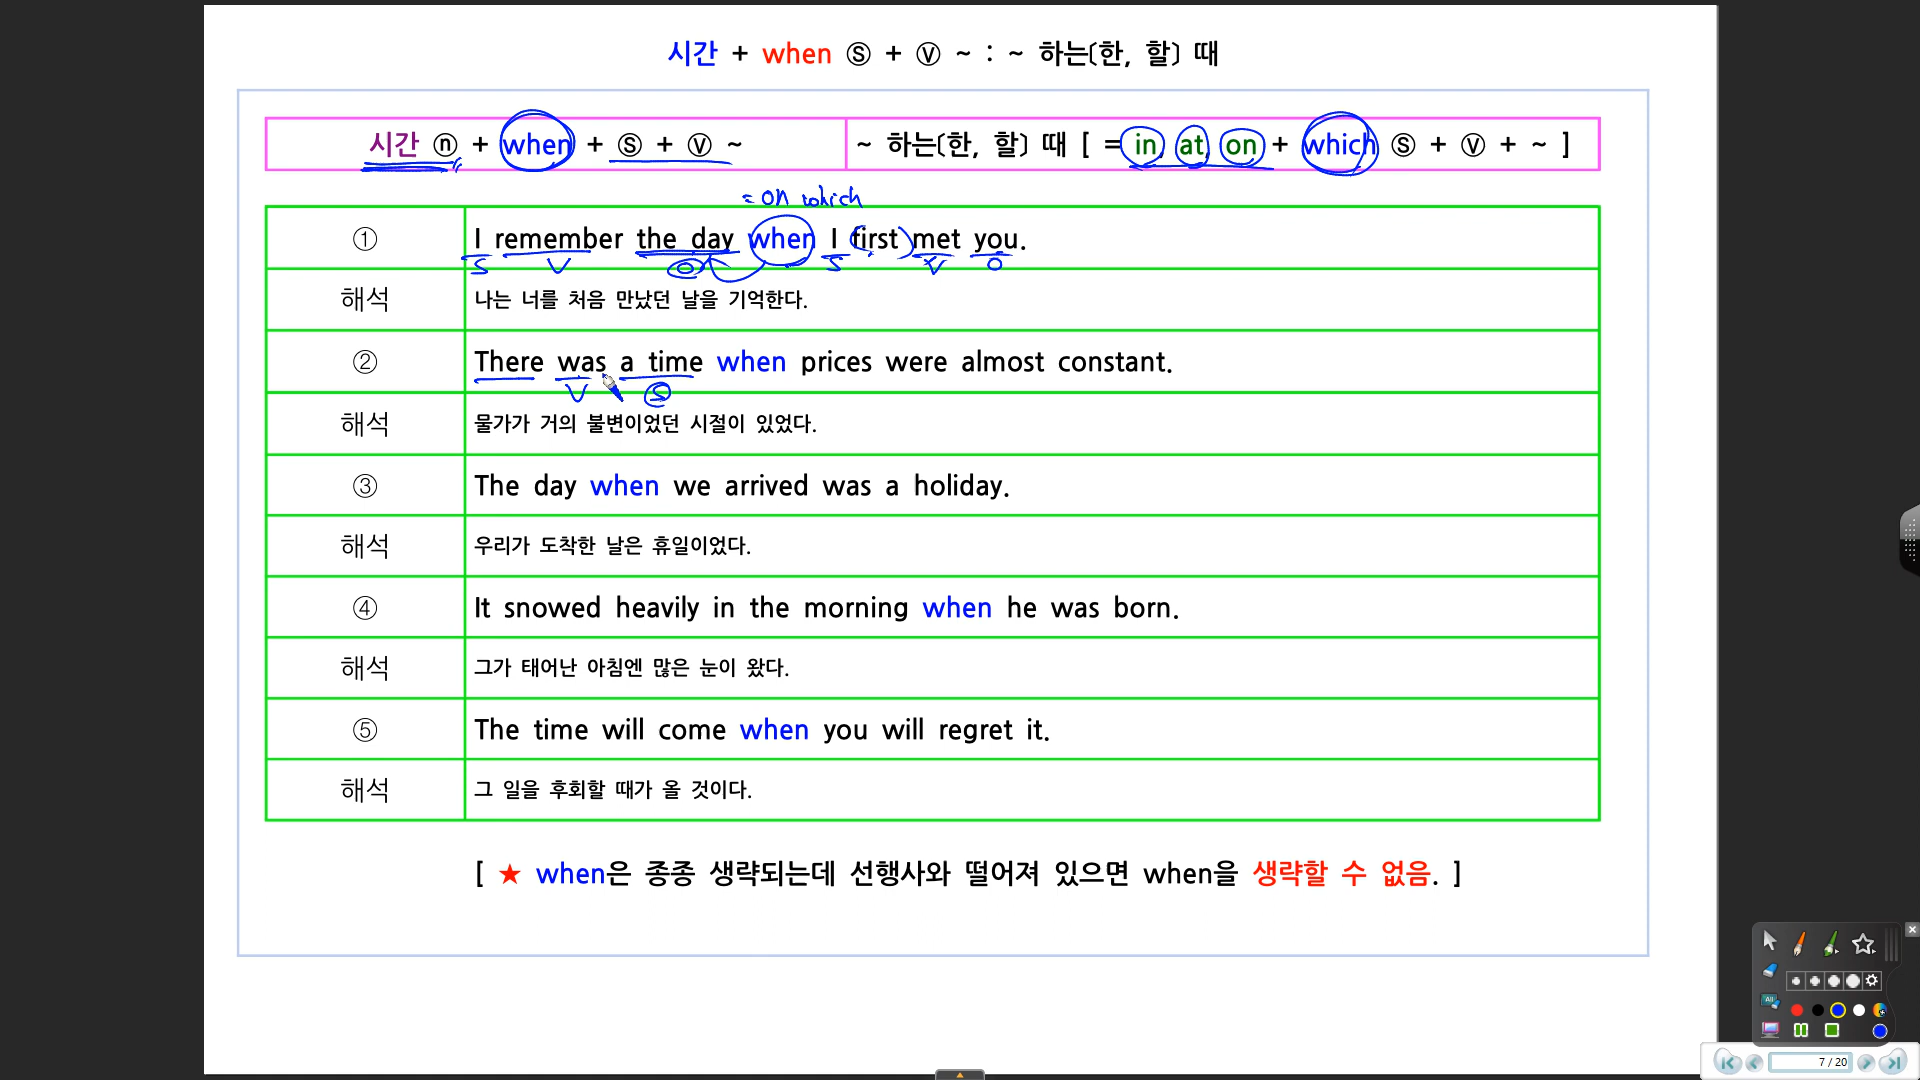 시간 + when Ⓢ + Ⓥ ~ : ~ 하는(한, 할) 때
시간 ⓝ + when + Ⓢ + Ⓥ ~
~ 하는(한, 할) 때 [ = in, at, on + which Ⓢ + Ⓥ + ~ ]
= on which
① I remember the day when I first met you.
S V O S V O
해석 나는 너를 처음 만났던 날을 기억한다.
② There was a time when prices were almost constant.
V S
해석 물가가 거의 불변이었던 시절이 있었다.
③ The day when we arrived was a holiday.
해석 우리가 도착한 날은 휴일이었다.
④ It snowed heavily in the morning when he was born.
해석 그가 태어난 아침엔 많은 눈이 왔다.
⑤ The time will come when you will regret it.
해석 그 일을 후회할 때가 올 것이다.
[ ★ when은 종종 생략되는데 선행사와 떨어져 있으면 when을 생략할 수 없음. ]
All
7 / 20